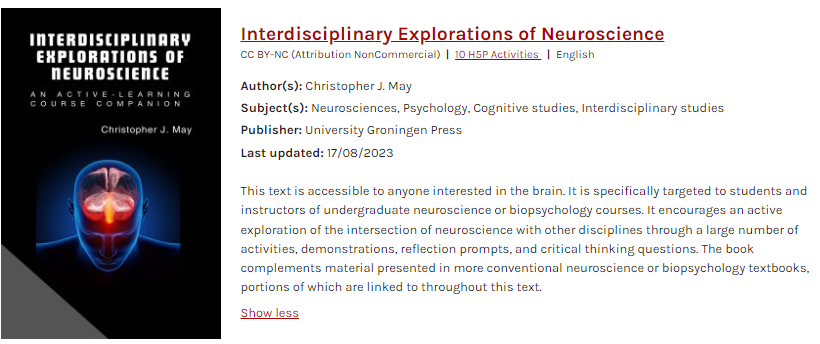 INTERDISCIPLINARY
EXPLORATIONS OF
NEUROSCIENCE
AN ACTIVE-LEARNING
COURSE COMPANION
Christopher J. May
Interdisciplinary Explorations of Neuroscience
CC BY-NC (Attribution NonCommercial) | 10 H5P Activities | English
Author(s): Christopher J. May
Subject(s): Neurosciences, Psychology, Cognitive studies, Interdisciplinary studies
Publisher: University Groningen Press
Last updated: 17/08/2023
This text is accessible to anyone interested in the brain. It is specifically targeted to students and
instructors of undergraduate neuroscience or biopsychology courses. It encourages an active
exploration of the intersection of neuroscience with other disciplines through a large number of
activities, demonstrations, reflection prompts, and critical thinking questions. The book
complements material presented in more conventional neuroscience or biopsychology textbooks,
portions of which are linked to throughout this text.
Show less